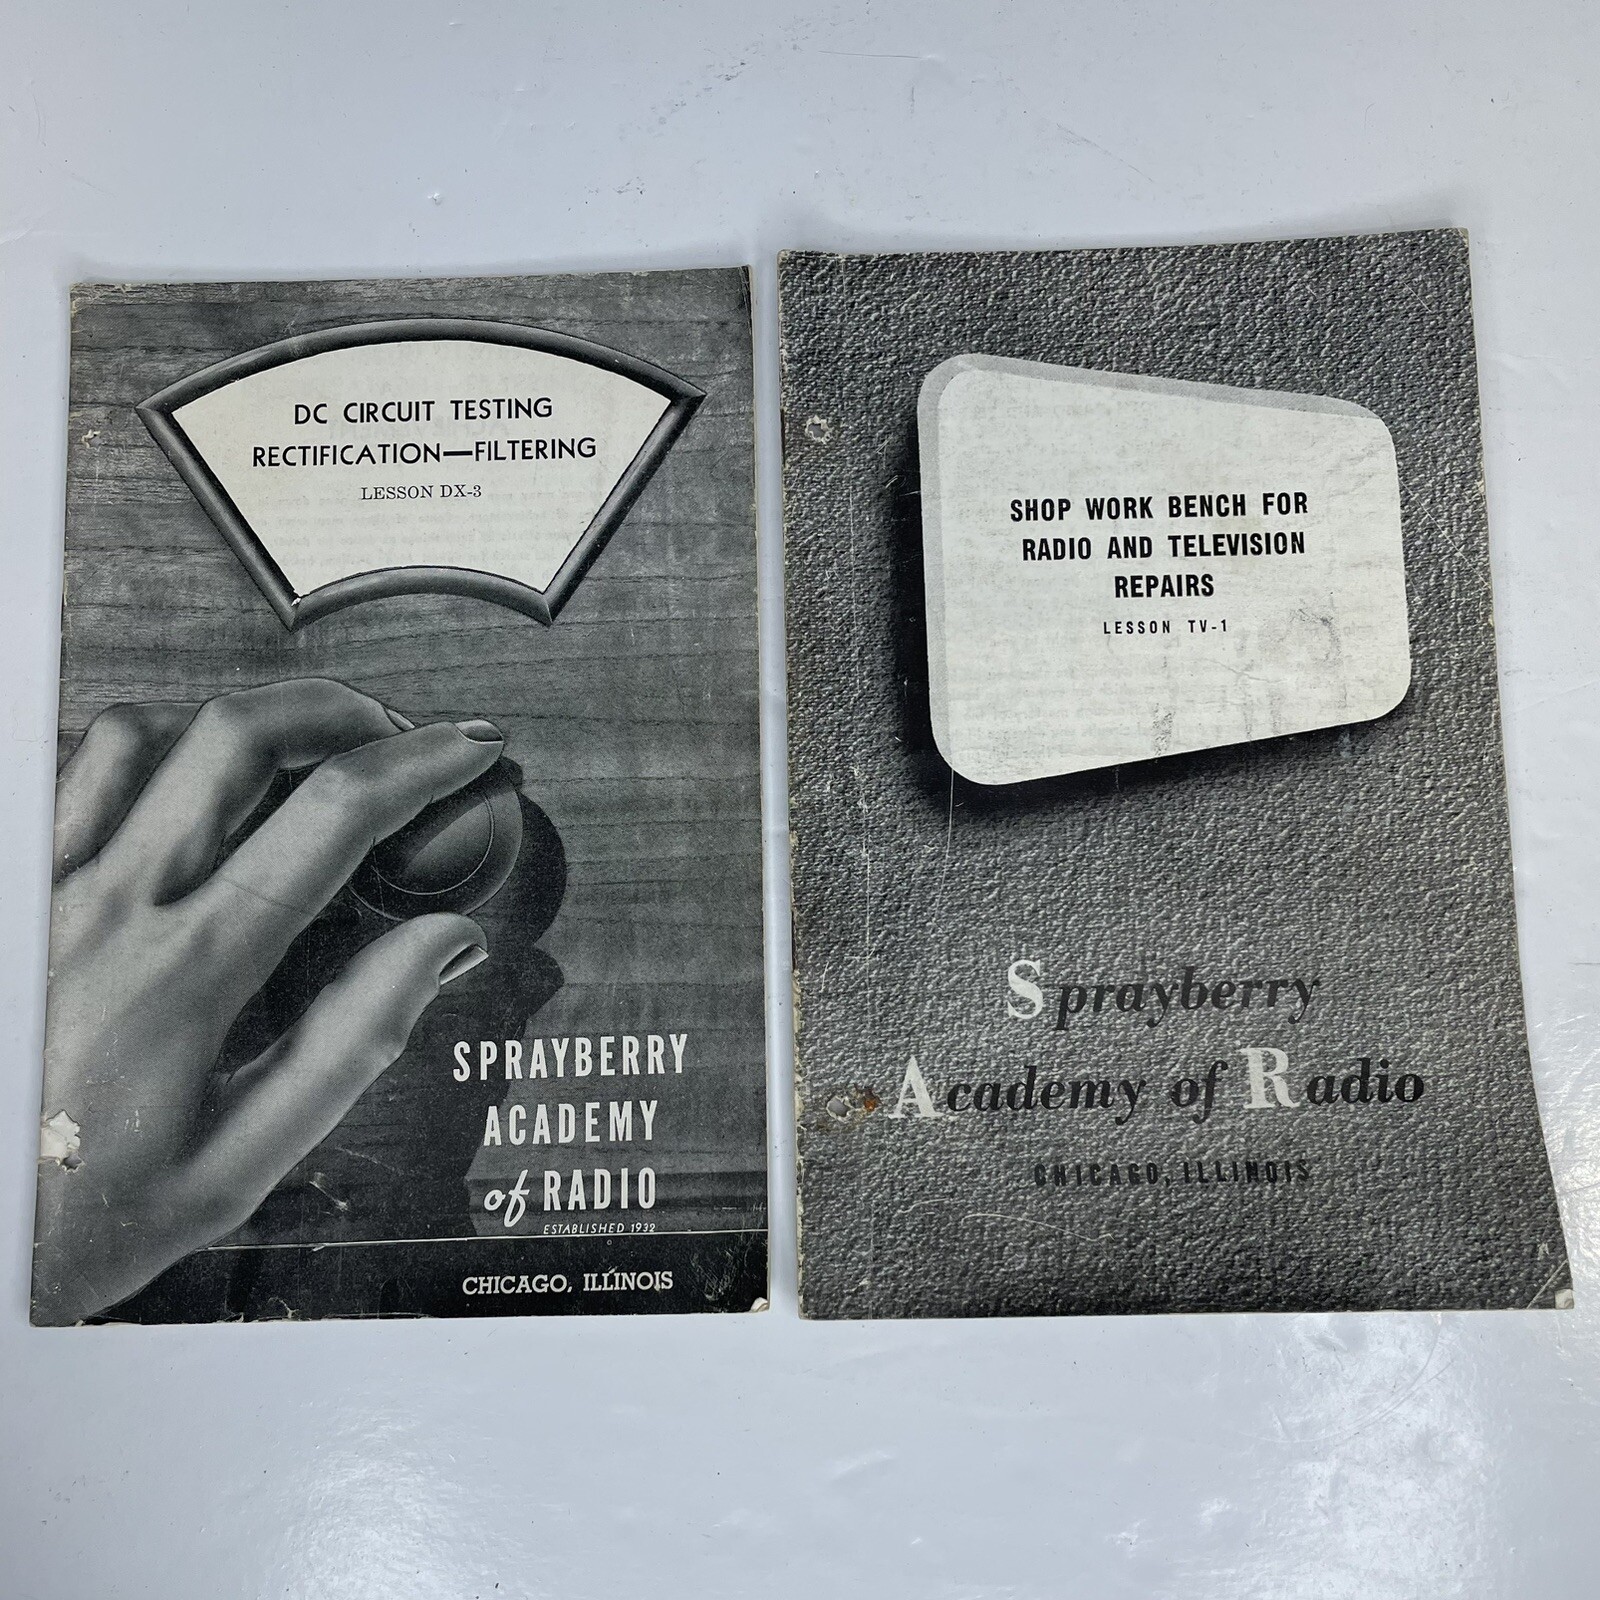 DC CIRCUIT TESTING
RECTIFICATION—FILTERING
LESSON DX-3
SPRAYBERRY
ACADEMY
of RADIO
ESTABLISHED 1932
CHICAGO, ILLINOIS
SHOP WORK BENCH FOR
RADIO AND TELEVISION
REPAIRS
LESSON TV-1
Sprayberry
Academy of Radio
CHICAGO, ILLINOIS